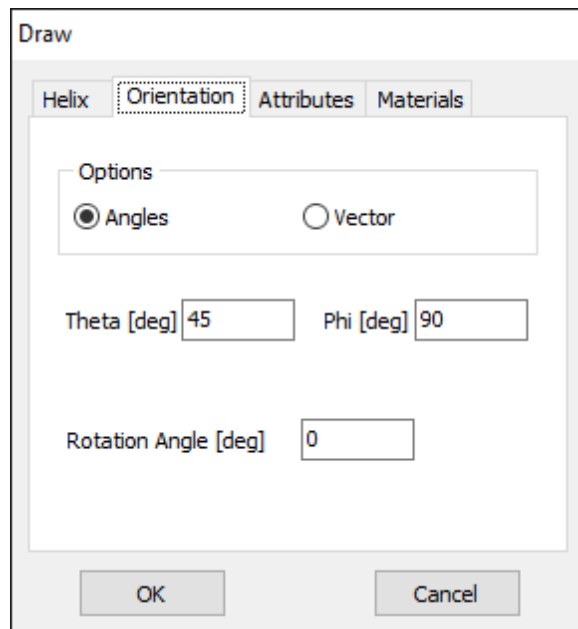 Draw
Helix Orientation Attributes Materials
Options
Angles Vector
Theta [deg] 45 Phi [deg] 90
Rotation Angle [deg] 0
OK Cancel